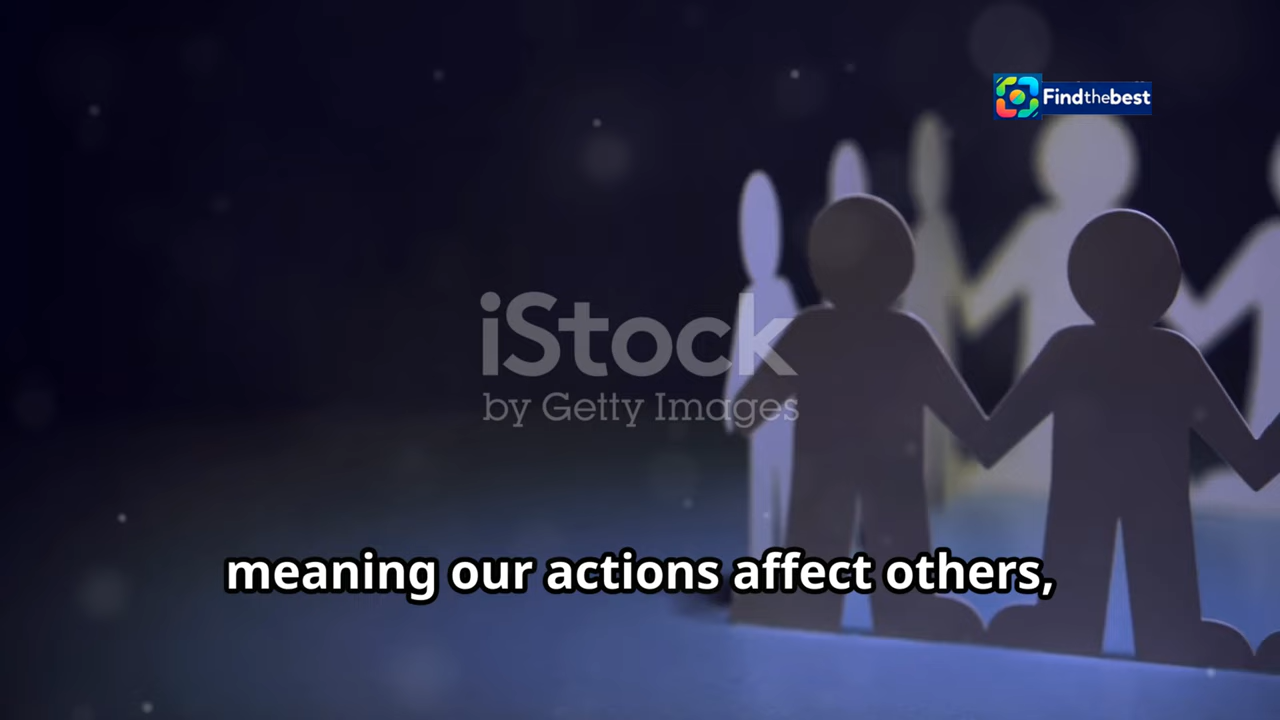 Findthebest
iStock
by Getty Images
meaning our actions affect others,